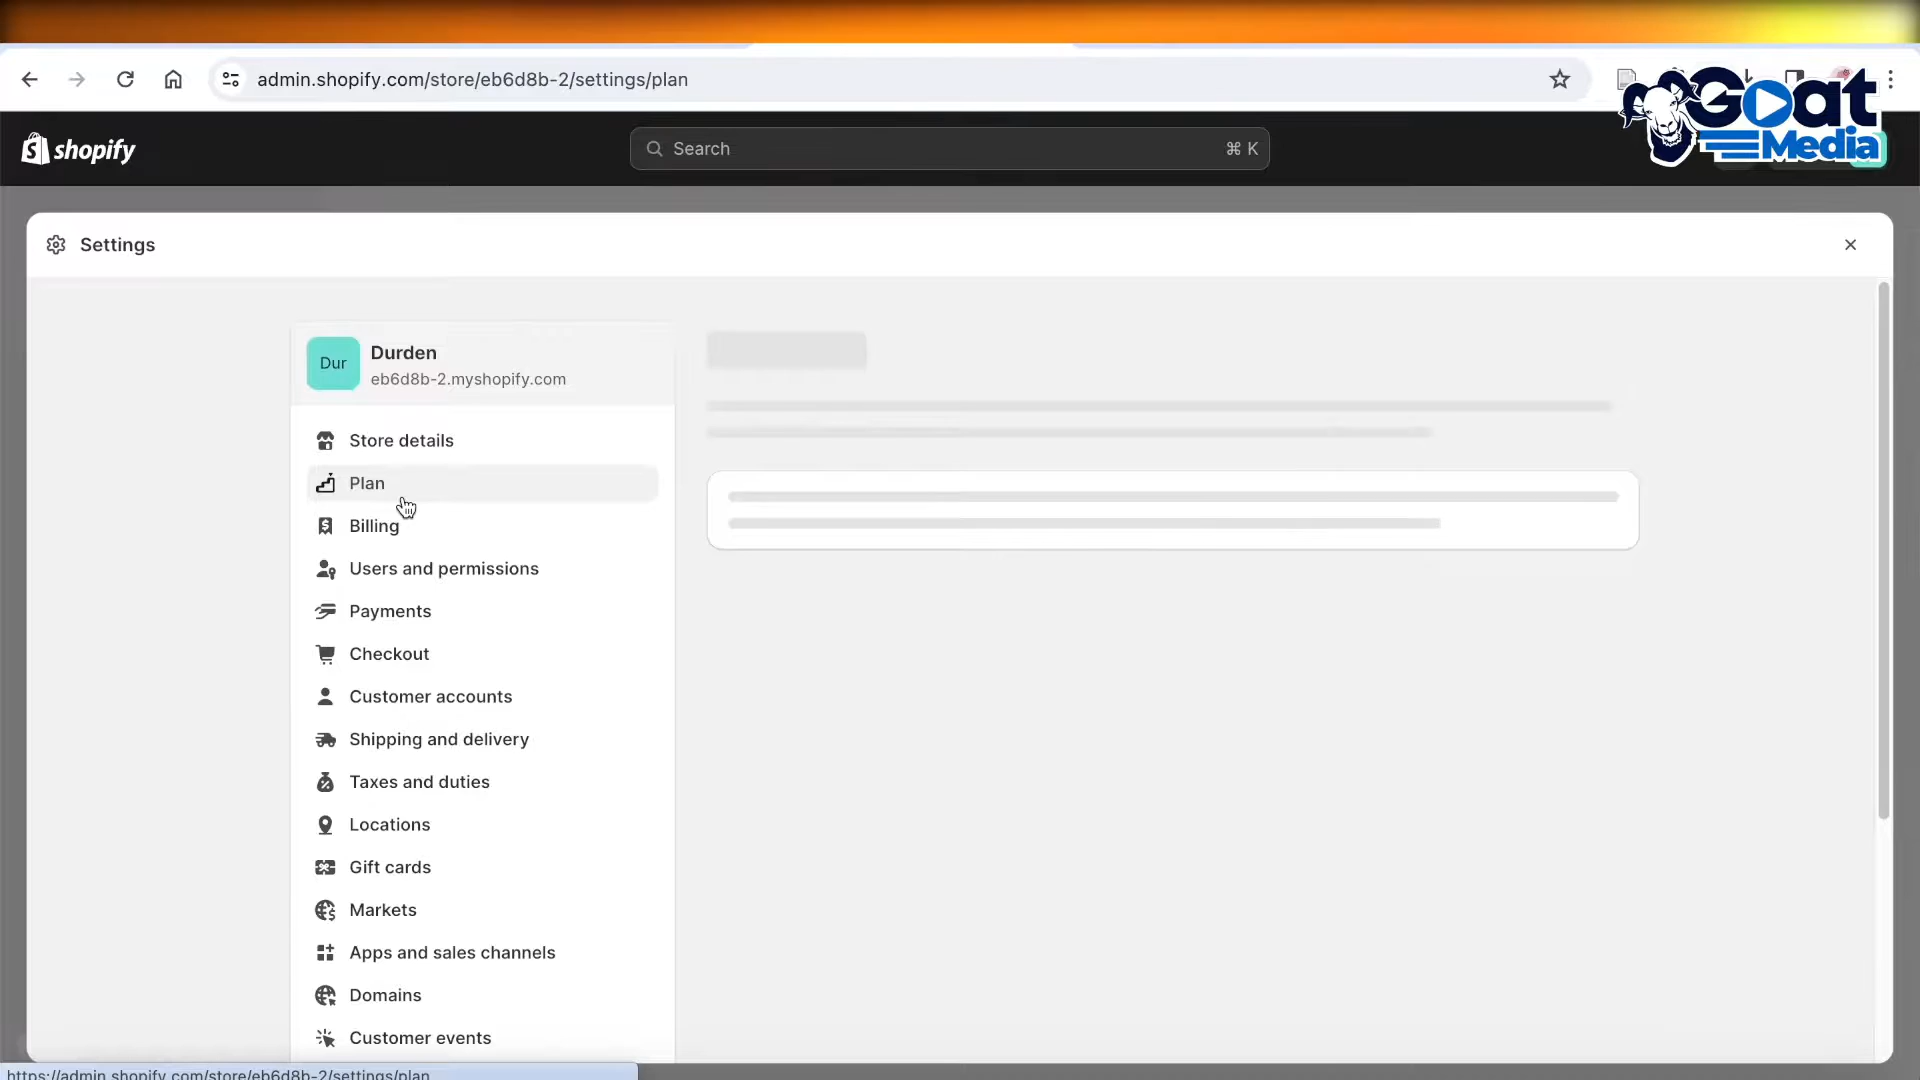 admin.shopify.com/store/eb6d8b-2/settings/plan
Goat
Media
shopify
Search
⌘ K
Settings
Dur
Durden
eb6d8b-2.myshopify.com
Store details
Plan
Billing
Users and permissions
Payments
Checkout
Customer accounts
Shipping and delivery
Taxes and duties
Locations
Gift cards
Markets
Apps and sales channels
Domains
Customer events
https://admin.shopify.com/store/eb6d8b-2/settings/plan